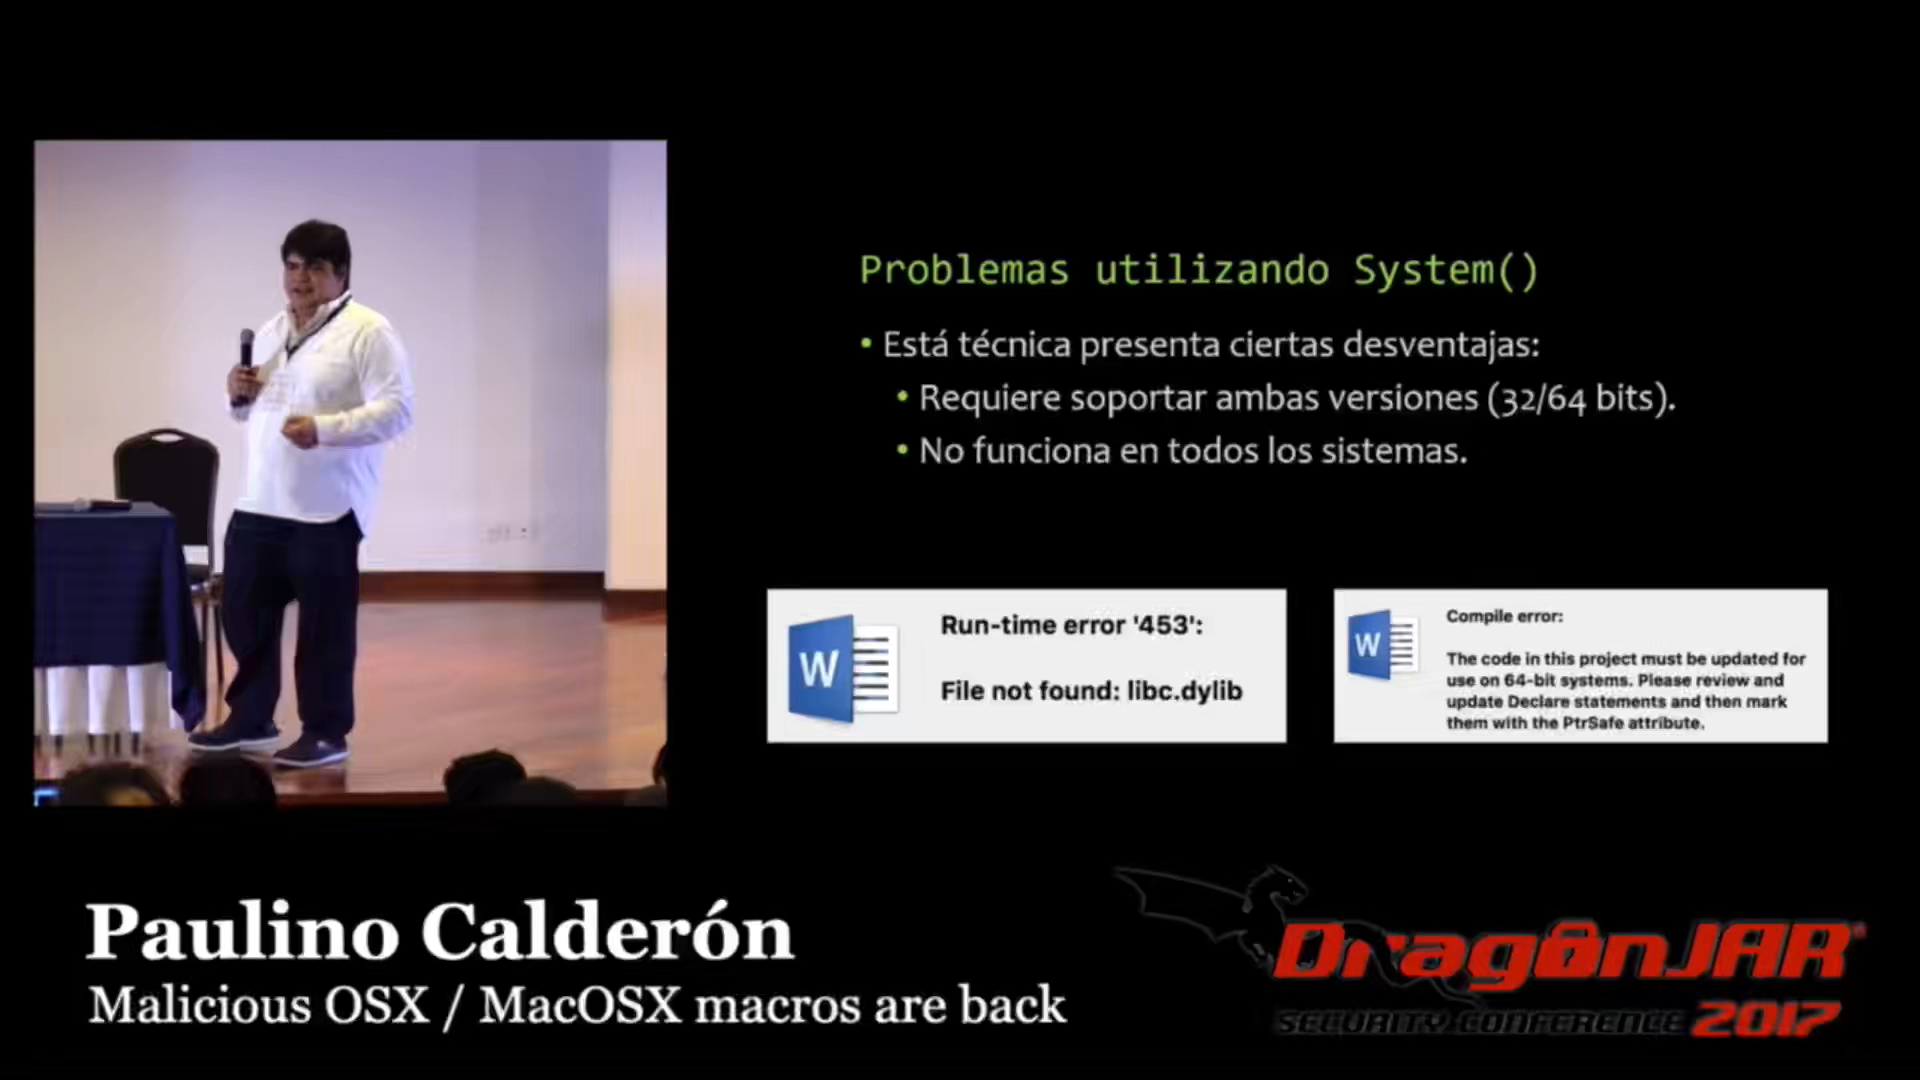 Problemas utilizando System()
• Está técnica presenta ciertas desventajas:
• Requiere soportar ambas versiones (32/64 bits).
• No funciona en todos los sistemas.
W
Run-time error '453':
File not found: libc.dylib
W
Compile error:
The code in this project must be updated for
use on 64-bit systems. Please review and
update Declare statements and then mark
them with the PtrSafe attribute.
Paulino Calderón
Malicious OSX / MacOSX macros are back
DragonJAR®
SECURITY CONFERENCE 2017